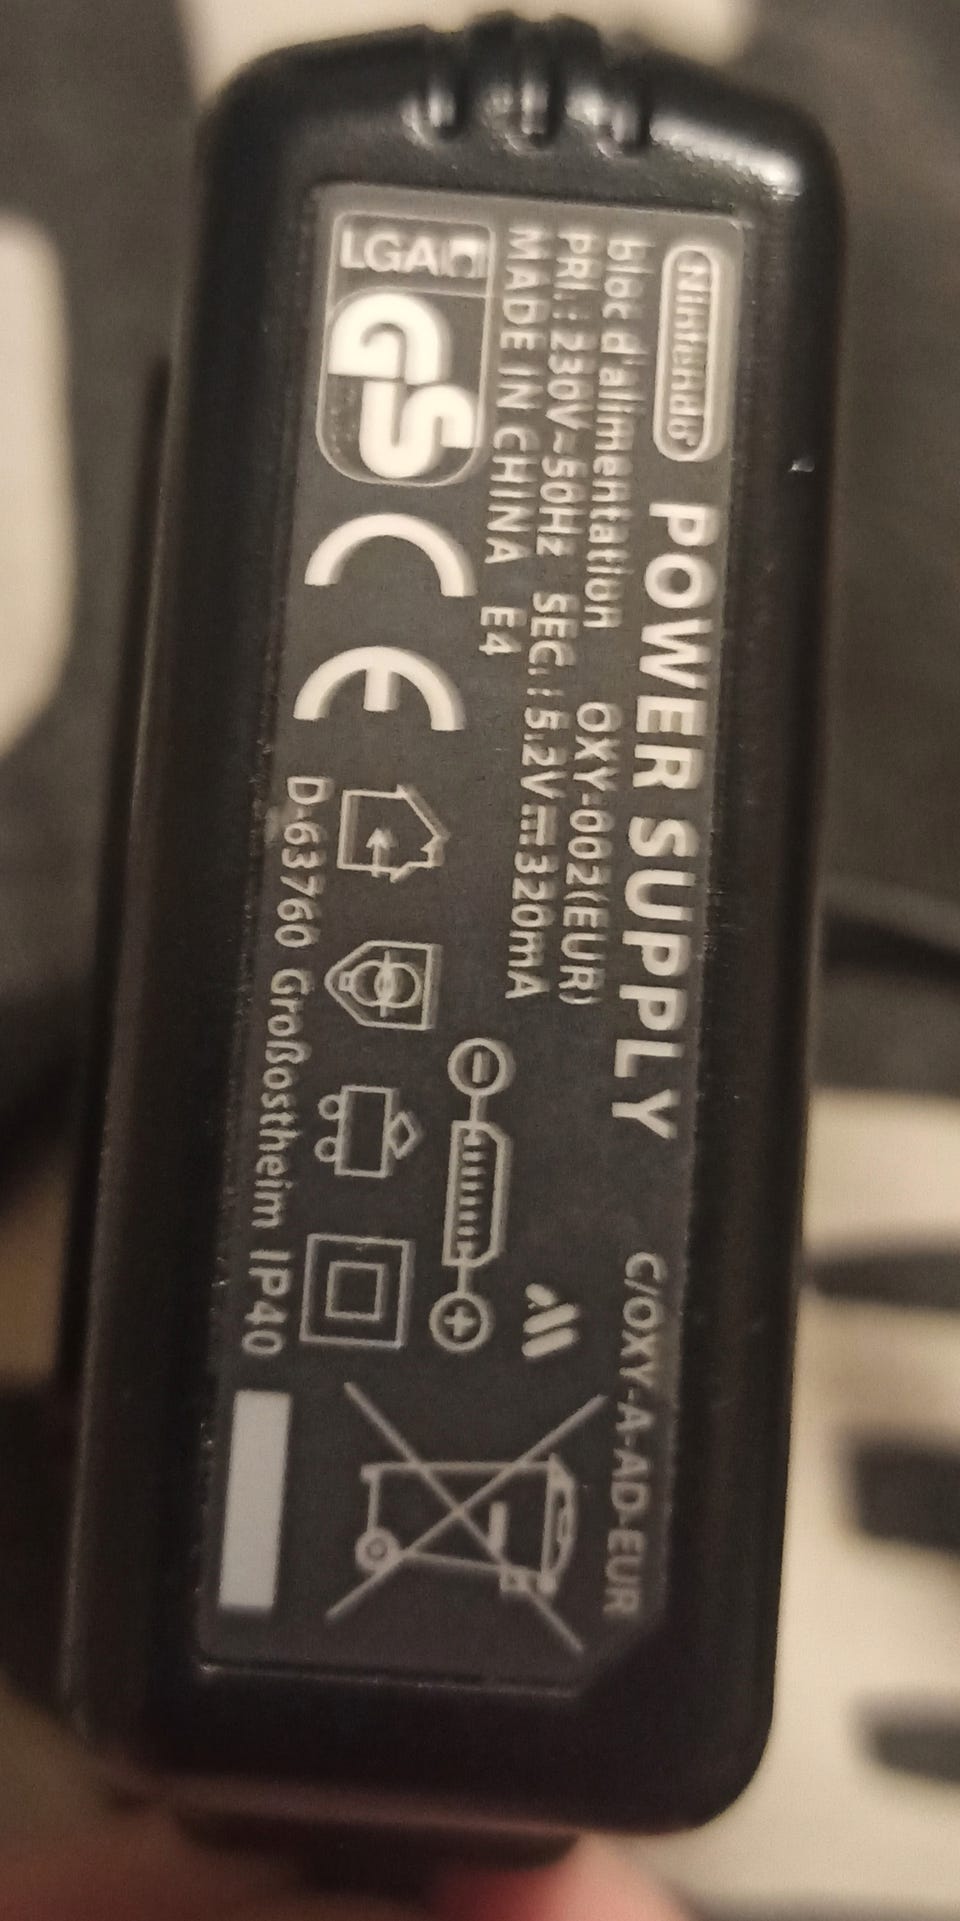 Nintendo POWER SUPPLY C/OXY-A-AD-EUR
bloc d'alimentation OXY-002(EUR)
PRI.: 230V~50Hz SEC.: 5.2V⎓320mA
MADE IN CHINA E4
LGA
GS
CE
D-63760 Großostheim IP40